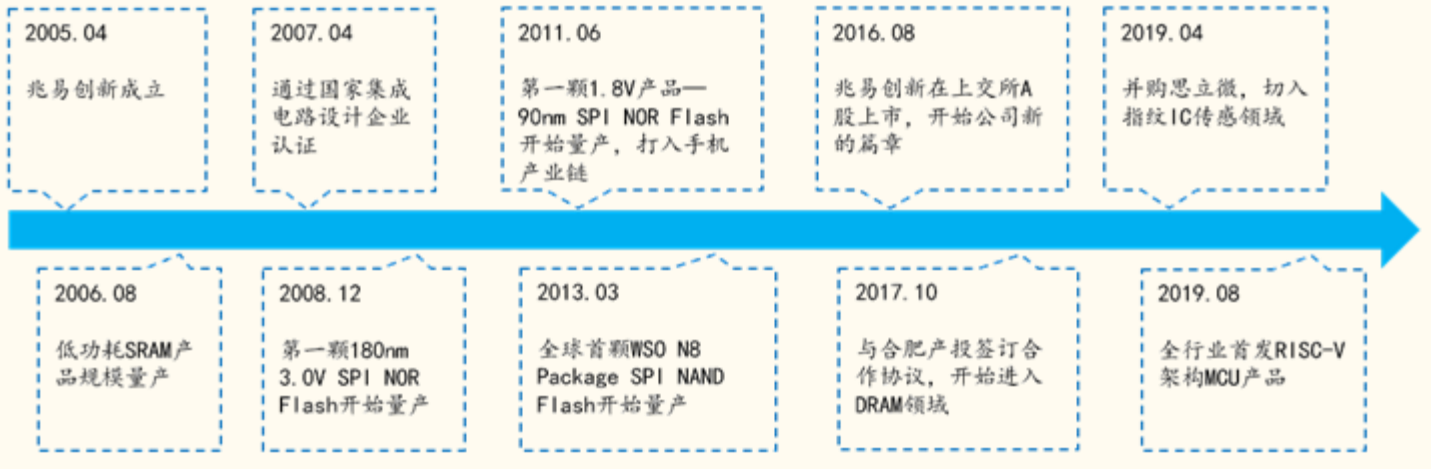 2005.04
兆易创新成立
2007.04
通过国家集成
电路设计企业
认证
2011.06
第一颗1.8V产品—
90nm SPI NOR Flash
开始量产，打入手机
产业链
2016.08
兆易创新在上交所A
股上市，开始公司新
的篇章
2019.04
并购思立微，切入
指纹IC传感领域
2006.08
低功耗SRAM产
品规模量产
2008.12
第一颗180nm
3.0V SPI NOR
Flash开始量产
2013.03
全球首颗WSO N8
Package SPI NAND
Flash开始量产
2017.10
与合肥产投签订合
作协议，开始进入
DRAM领域
2019.08
全行业首发RISC-V
架构MCU产品